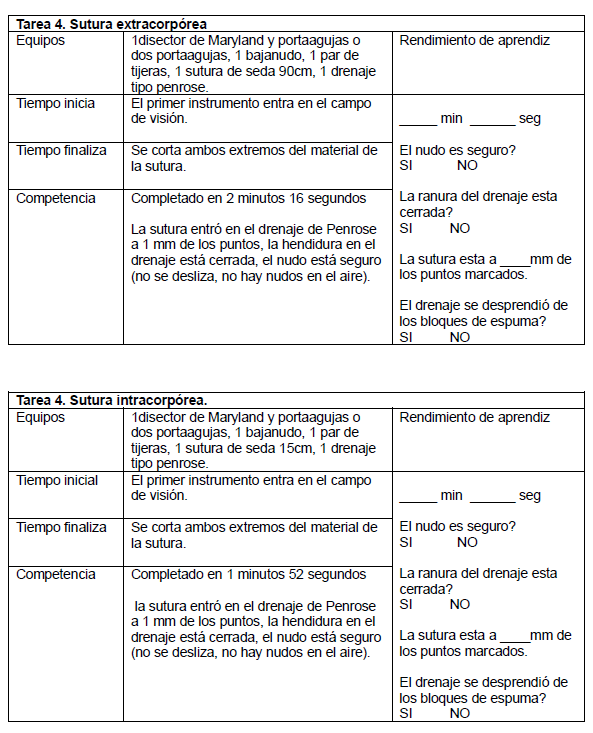 Tarea 4. Sutura extracorpórea
Equipos
1disector de Maryland y portaagujas o
dos portaagujas, 1 bajanudo, 1 par de
tijeras, 1 sutura de seda 90cm, 1 drenaje
tipo penrose.
Rendimiento de aprendiz
Tiempo inicia
El primer instrumento entra en el campo
de visión.
_____ min ______ seg
Tiempo finaliza
Se corta ambos extremos del material de
la sutura.
El nudo es seguro?
SI NO
Competencia
Completado en 2 minutos 16 segundos
La sutura entró en el drenaje de Penrose
a 1 mm de los puntos, la hendidura en el
drenaje está cerrada, el nudo está seguro
(no se desliza, no hay nudos en el aire).
La ranura del drenaje esta
cerrada?
SI NO
La sutura esta a ____mm de
los puntos marcados.
El drenaje se desprendió de
los bloques de espuma?
SI NO
Tarea 4. Sutura intracorpórea.
Equipos
1disector de Maryland y portaagujas o
dos portaagujas, 1 bajanudo, 1 par de
tijeras, 1 sutura de seda 15cm, 1 drenaje
tipo penrose.
Rendimiento de aprendiz
Tiempo inicial
El primer instrumento entra en el campo
de visión.
_____ min ______ seg
Tiempo finaliza
Se corta ambos extremos del material de
la sutura.
El nudo es seguro?
SI NO
Competencia
Completado en 1 minutos 52 segundos
la sutura entró en el drenaje de Penrose
a 1 mm de los puntos, la hendidura en el
drenaje está cerrada, el nudo está seguro
(no se desliza, no hay nudos en el aire).
La ranura del drenaje esta
cerrada?
SI NO
La sutura esta a ____mm de
los puntos marcados.
El drenaje se desprendió de
los bloques de espuma?
SI NO